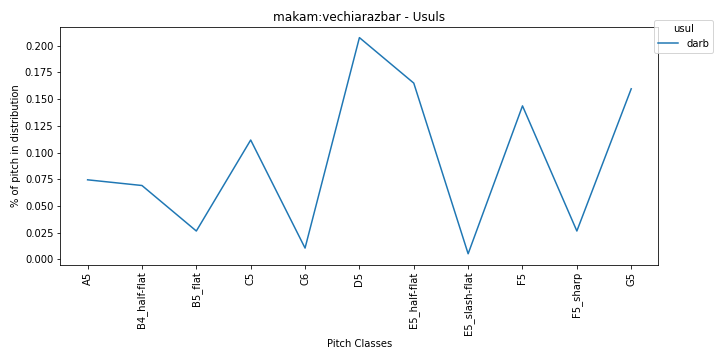 makam:vechiarazbar - Usuls
usul
darb
% of pitch in distribution
0.200
0.175
0.150
0.125
0.100
0.075
0.050
0.025
0.000
A5
B4_half-flat
B5_flat
C5
C6
D5
E5_half-flat
E5_slash-flat
F5
F5_sharp
G5
Pitch Classes